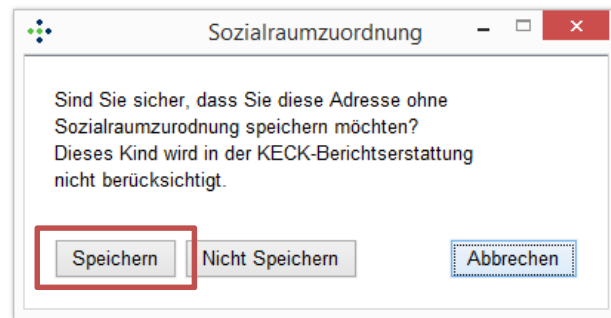 Sozialraumzuordnung
Sind Sie sicher, dass Sie diese Adresse ohne
Sozialraumzurodnung speichern möchten?
Dieses Kind wird in der KECK-Berichtserstattung
nicht berücksichtigt.
Speichern Nicht Speichern Abbrechen